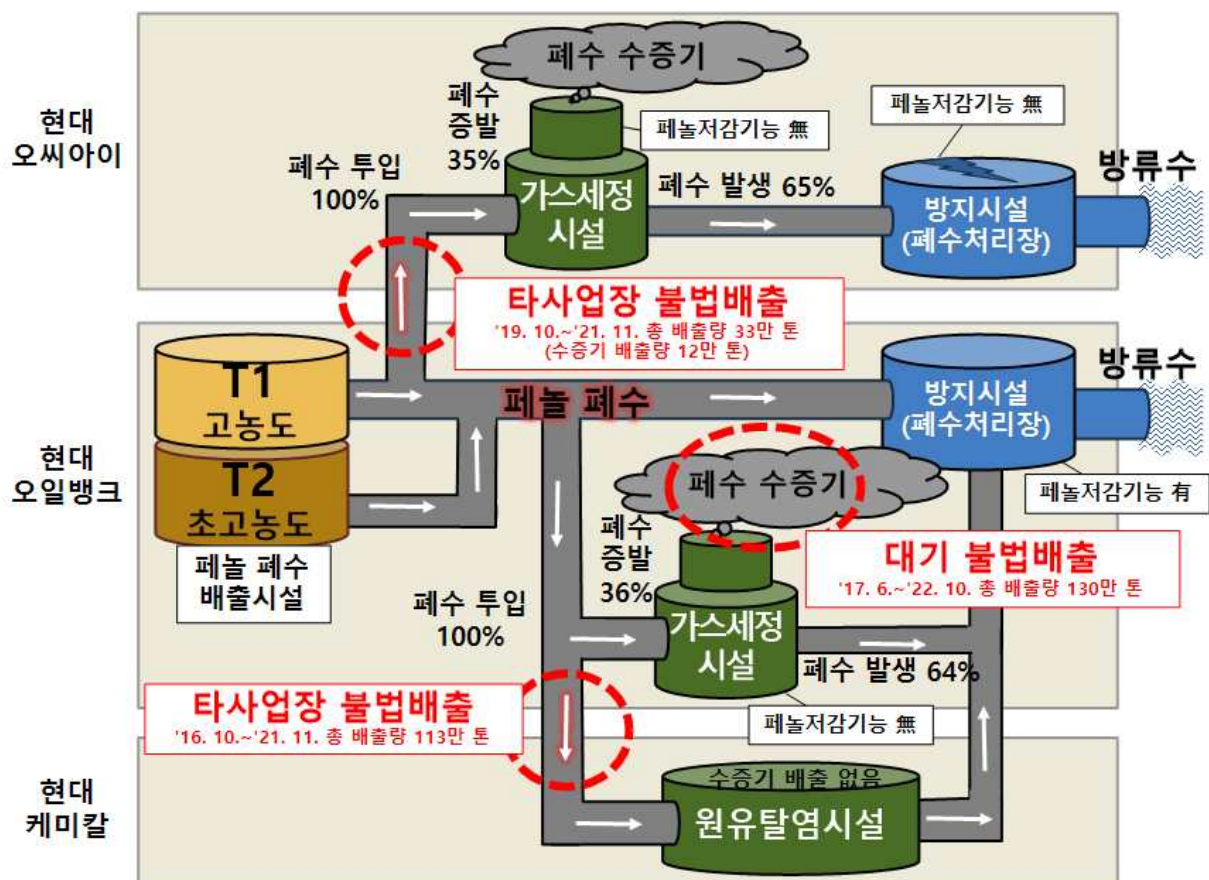 현대
오씨아이
폐수 수증기
폐수
증발
35%
페놀저감기능 無
페놀저감기능 無
폐수 투입
100%
가스세정
시설
폐수 발생 65%
방지시설
(폐수처리장)
방류수
타사업장 불법배출
'19. 10.~'21. 11. 총 배출량 33만 톤
(수증기 배출량 12만 톤)
현대
오일뱅크
T1
고농도
T2
초고농도
페놀 폐수
배출시설
페놀 폐수
방지시설
(폐수처리장)
방류수
페놀저감기능 有
폐수 수증기
폐수
증발
36%
대기 불법배출
'17. 6.~'22. 10. 총 배출량 130만 톤
폐수 투입
100%
가스세정
시설
폐수 발생 64%
페놀저감기능 無
타사업장 불법배출
'16. 10.~'21. 11. 총 배출량 113만 톤
현대
케미칼
수증기 배출 없음
원유탈염시설